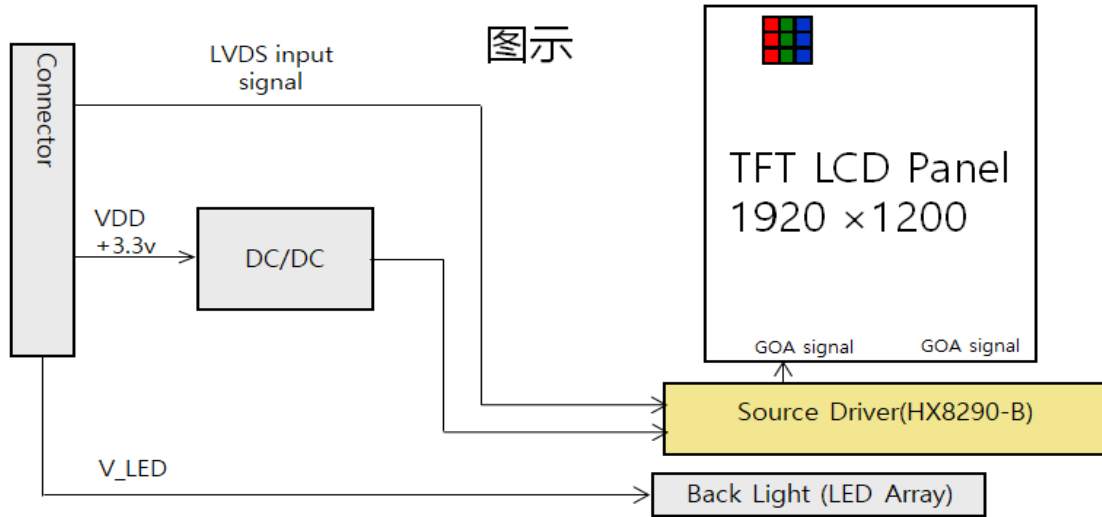 图示
Connector
LVDS input
signal
TFT LCD Panel
1920 ×1200
VDD
+3.3v
DC/DC
GOA signal
GOA signal
Source Driver(HX8290-B)
V_LED
Back Light (LED Array)